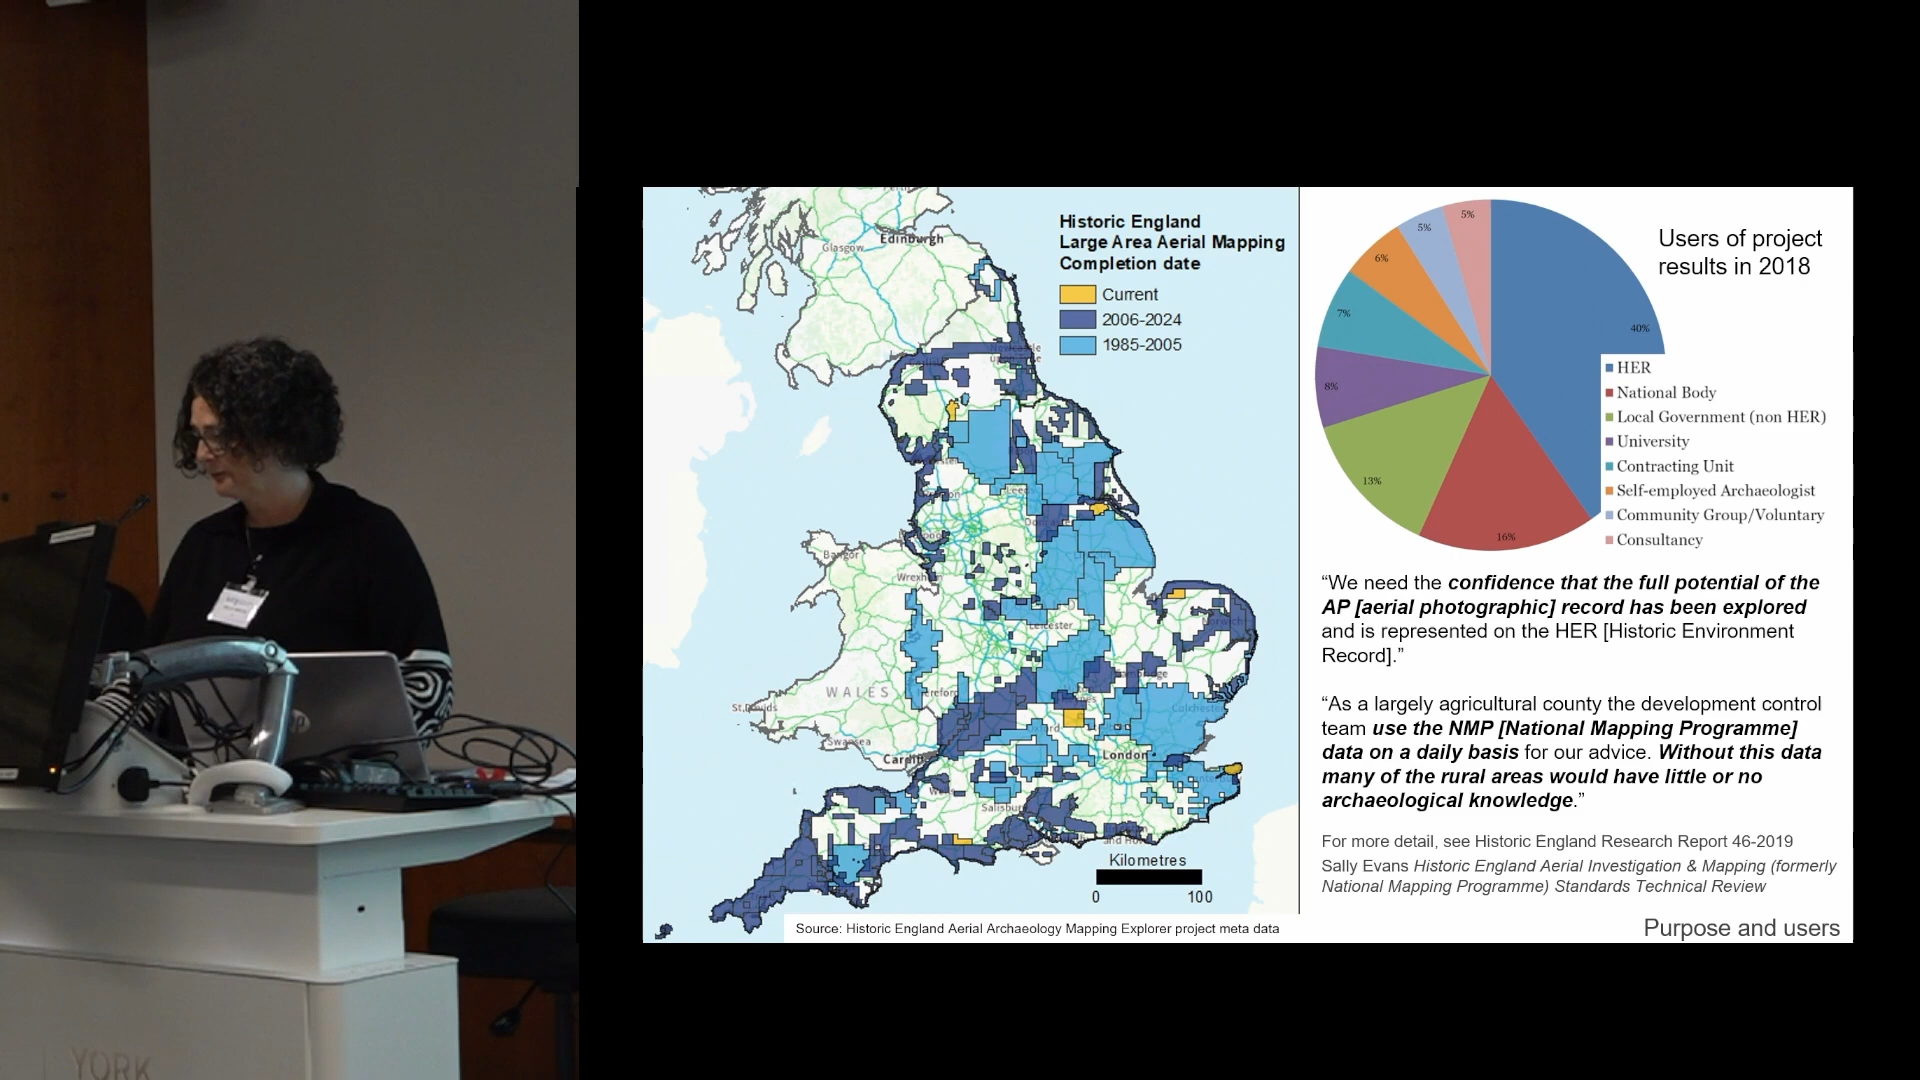 YORK
Historic England
Large Area Aerial Mapping
Completion date
Current
2006-2024
1985-2005
Glasgow
Edinburgh
Bangor
Wrexham
Leicester
Norwich
WALES
St.Davids
Swansea
Colchester
London
Salisbury
Kilometres
0 100
Source: Historic England Aerial Archaeology Mapping Explorer project meta data
Users of project
results in 2018
5%
5%
6%
7%
8%
13%
16%
40%
HER
National Body
Local Government (non HER)
University
Contracting Unit
Self-employed Archaeologist
Community Group/Voluntary
Consultancy
“We need the confidence that the full potential of the
AP [aerial photographic] record has been explored
and is represented on the HER [Historic Environment
Record].”
“As a largely agricultural county the development control
team use the NMP [National Mapping Programme]
data on a daily basis for our advice. Without this data
many of the rural areas would have little or no
archaeological knowledge.”
For more detail, see Historic England Research Report 46-2019
Sally Evans Historic England Aerial Investigation & Mapping (formerly
National Mapping Programme) Standards Technical Review
Purpose and users